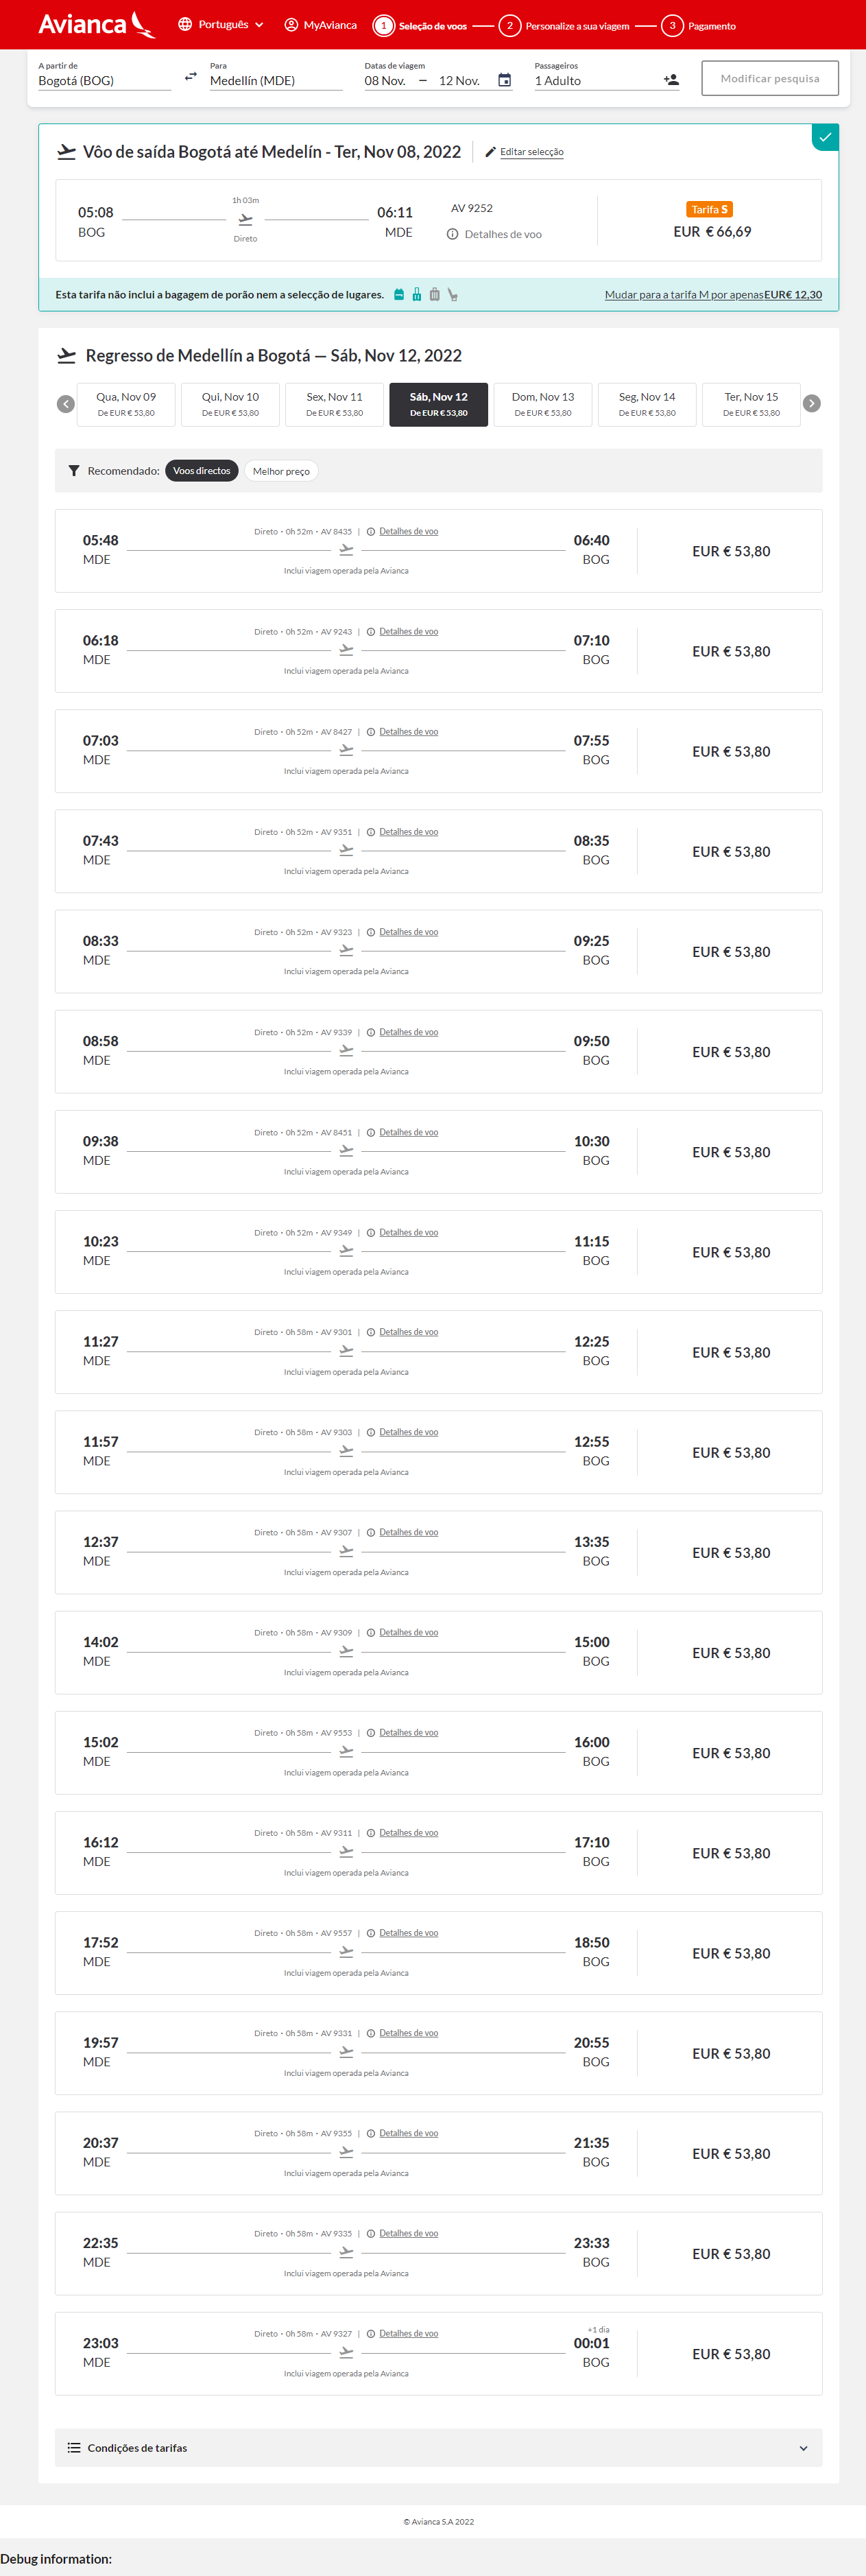 Avianca
Português
MyAvianca
1 Seleção de voos
2 Personalize a sua viagem
3 Pagamento
A partir de
Bogotá (BOG)
Para
Medellín (MDE)
Datas de viagem
08 Nov. – 12 Nov.
Passageiros
1 Adulto
Modificar pesquisa
Vôo de saída Bogotá até Medelín - Ter, Nov 08, 2022
Editar selecção
05:08
BOG
1h 03m
Direto
06:11
MDE
AV 9252
Detalhes de voo
Tarifa S
EUR € 66,69
Esta tarifa não inclui a bagagem de porão nem a selecção de lugares.
Mudar para a tarifa M por apenas EUR€ 12,30
Regresso de Medellín a Bogotá — Sáb, Nov 12, 2022
Qua, Nov 09
De EUR € 53,80
Qui, Nov 10
De EUR € 53,80
Sex, Nov 11
De EUR € 53,80
Sáb, Nov 12
De EUR € 53,80
Dom, Nov 13
De EUR € 53,80
Seg, Nov 14
De EUR € 53,80
Ter, Nov 15
De EUR € 53,80
Recomendado: Voos directos Melhor preço
Direto • 0h 52m • AV 8435 | Detalhes de voo
05:48 06:40
MDE BOG
EUR € 53,80
Inclui viagem operada pela Avianca
Direto • 0h 52m • AV 9243 | Detalhes de voo
06:18 07:10
MDE BOG
EUR € 53,80
Inclui viagem operada pela Avianca
Direto • 0h 52m • AV 8427 | Detalhes de voo
07:03 07:55
MDE BOG
EUR € 53,80
Inclui viagem operada pela Avianca
Direto • 0h 52m • AV 9351 | Detalhes de voo
07:43 08:35
MDE BOG
EUR € 53,80
Inclui viagem operada pela Avianca
Direto • 0h 52m • AV 9323 | Detalhes de voo
08:33 09:25
MDE BOG
EUR € 53,80
Inclui viagem operada pela Avianca
Direto • 0h 52m • AV 9339 | Detalhes de voo
08:58 09:50
MDE BOG
EUR € 53,80
Inclui viagem operada pela Avianca
Direto • 0h 52m • AV 8451 | Detalhes de voo
09:38 10:30
MDE BOG
EUR € 53,80
Inclui viagem operada pela Avianca
Direto • 0h 52m • AV 9349 | Detalhes de voo
10:23 11:15
MDE BOG
EUR € 53,80
Inclui viagem operada pela Avianca
Direto • 0h 58m • AV 9301 | Detalhes de voo
11:27 12:25
MDE BOG
EUR € 53,80
Inclui viagem operada pela Avianca
Direto • 0h 58m • AV 9303 | Detalhes de voo
11:57 12:55
MDE BOG
EUR € 53,80
Inclui viagem operada pela Avianca
Direto • 0h 58m • AV 9307 | Detalhes de voo
12:37 13:35
MDE BOG
EUR € 53,80
Inclui viagem operada pela Avianca
Direto • 0h 58m • AV 9309 | Detalhes de voo
14:02 15:00
MDE BOG
EUR € 53,80
Inclui viagem operada pela Avianca
Direto • 0h 58m • AV 9553 | Detalhes de voo
15:02 16:00
MDE BOG
EUR € 53,80
Inclui viagem operada pela Avianca
Direto • 0h 58m • AV 9311 | Detalhes de voo
16:12 17:10
MDE BOG
EUR € 53,80
Inclui viagem operada pela Avianca
Direto • 0h 58m • AV 9557 | Detalhes de voo
17:52 18:50
MDE BOG
EUR € 53,80
Inclui viagem operada pela Avianca
Direto • 0h 58m • AV 9331 | Detalhes de voo
19:57 20:55
MDE BOG
EUR € 53,80
Inclui viagem operada pela Avianca
Direto • 0h 58m • AV 9355 | Detalhes de voo
20:37 21:35
MDE BOG
EUR € 53,80
Inclui viagem operada pela Avianca
Direto • 0h 58m • AV 9335 | Detalhes de voo
22:35 23:33
MDE BOG
EUR € 53,80
Inclui viagem operada pela Avianca
Direto • 0h 58m • AV 9327 | Detalhes de voo
+1 dia
23:03 00:01
MDE BOG
EUR € 53,80
Inclui viagem operada pela Avianca
Condições de tarifas
© Avianca S.A 2022
Debug information: